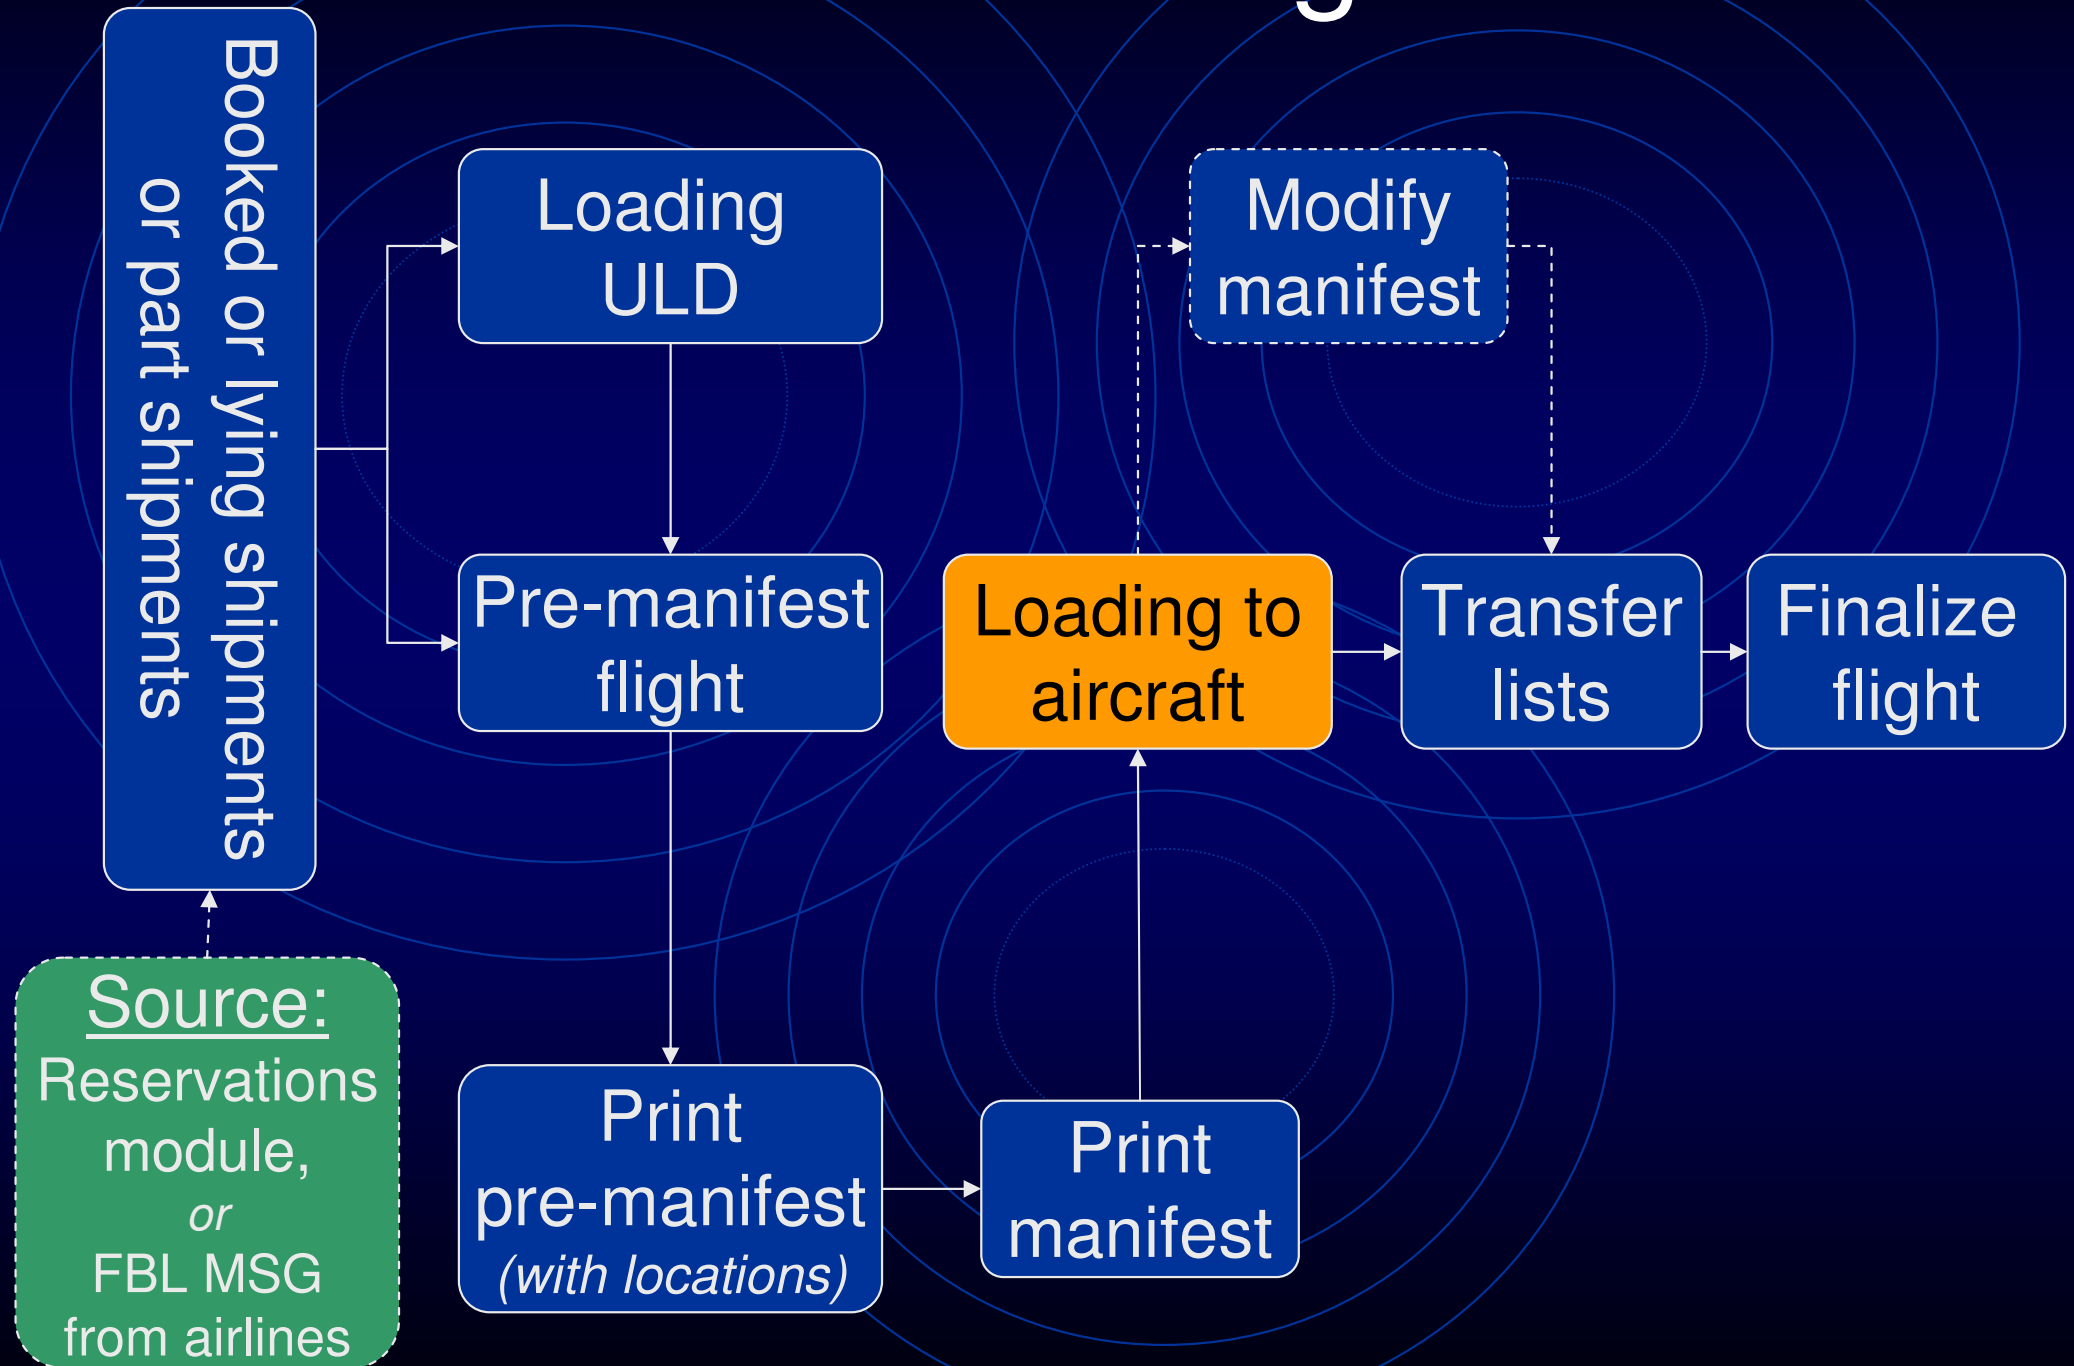 Booked or lying shipments
or part shipments
Loading
ULD
Pre-manifest
flight
Print
pre-manifest
(with locations)
Print
manifest
Loading to
aircraft
Modify
manifest
Transfer
lists
Finalize
flight
Source:
Reservations
module,
or
FBL MSG
from airlines